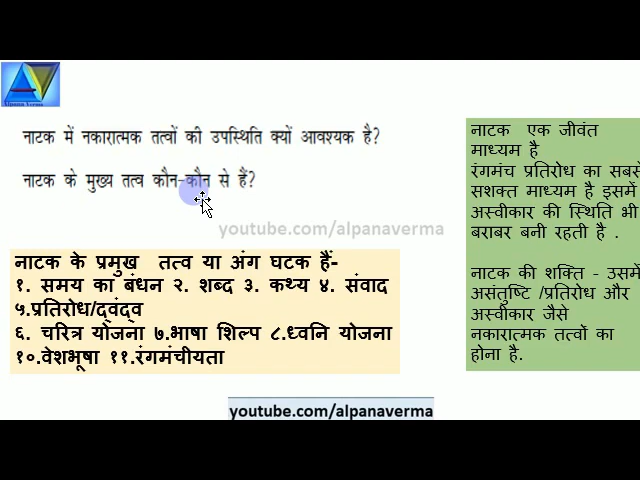 Alpana Verma
नाटक में नकारात्मक तत्वों की उपस्थिति क्यों आवश्यक है?
नाटक के मुख्य तत्व कौन-कौन से हैं?
youtube.com/alpanaverma
नाटक के प्रमुख तत्व या अंग घटक हैं-
१. समय का बंधन २. शब्द ३. कथ्य ४. संवाद
५.प्रतिरोध/द्वंद्व
६. चरित्र योजना ७.भाषा शिल्प ८.ध्वनि योजना
१०.वेशभूषा ११.रंगमंचीयता
नाटक एक जीवंत
माध्यम है
रंगमंच प्रतिरोध का सबसे
सशक्त माध्यम है इसमें
अस्वीकार की स्थिति भी
बराबर बनी रहती है .
नाटक की शक्ति - उसमें
असंतुष्टि /प्रतिरोध और
अस्वीकार जैसे
नकारात्मक तत्वों का
होना है.
youtube.com/alpanaverma